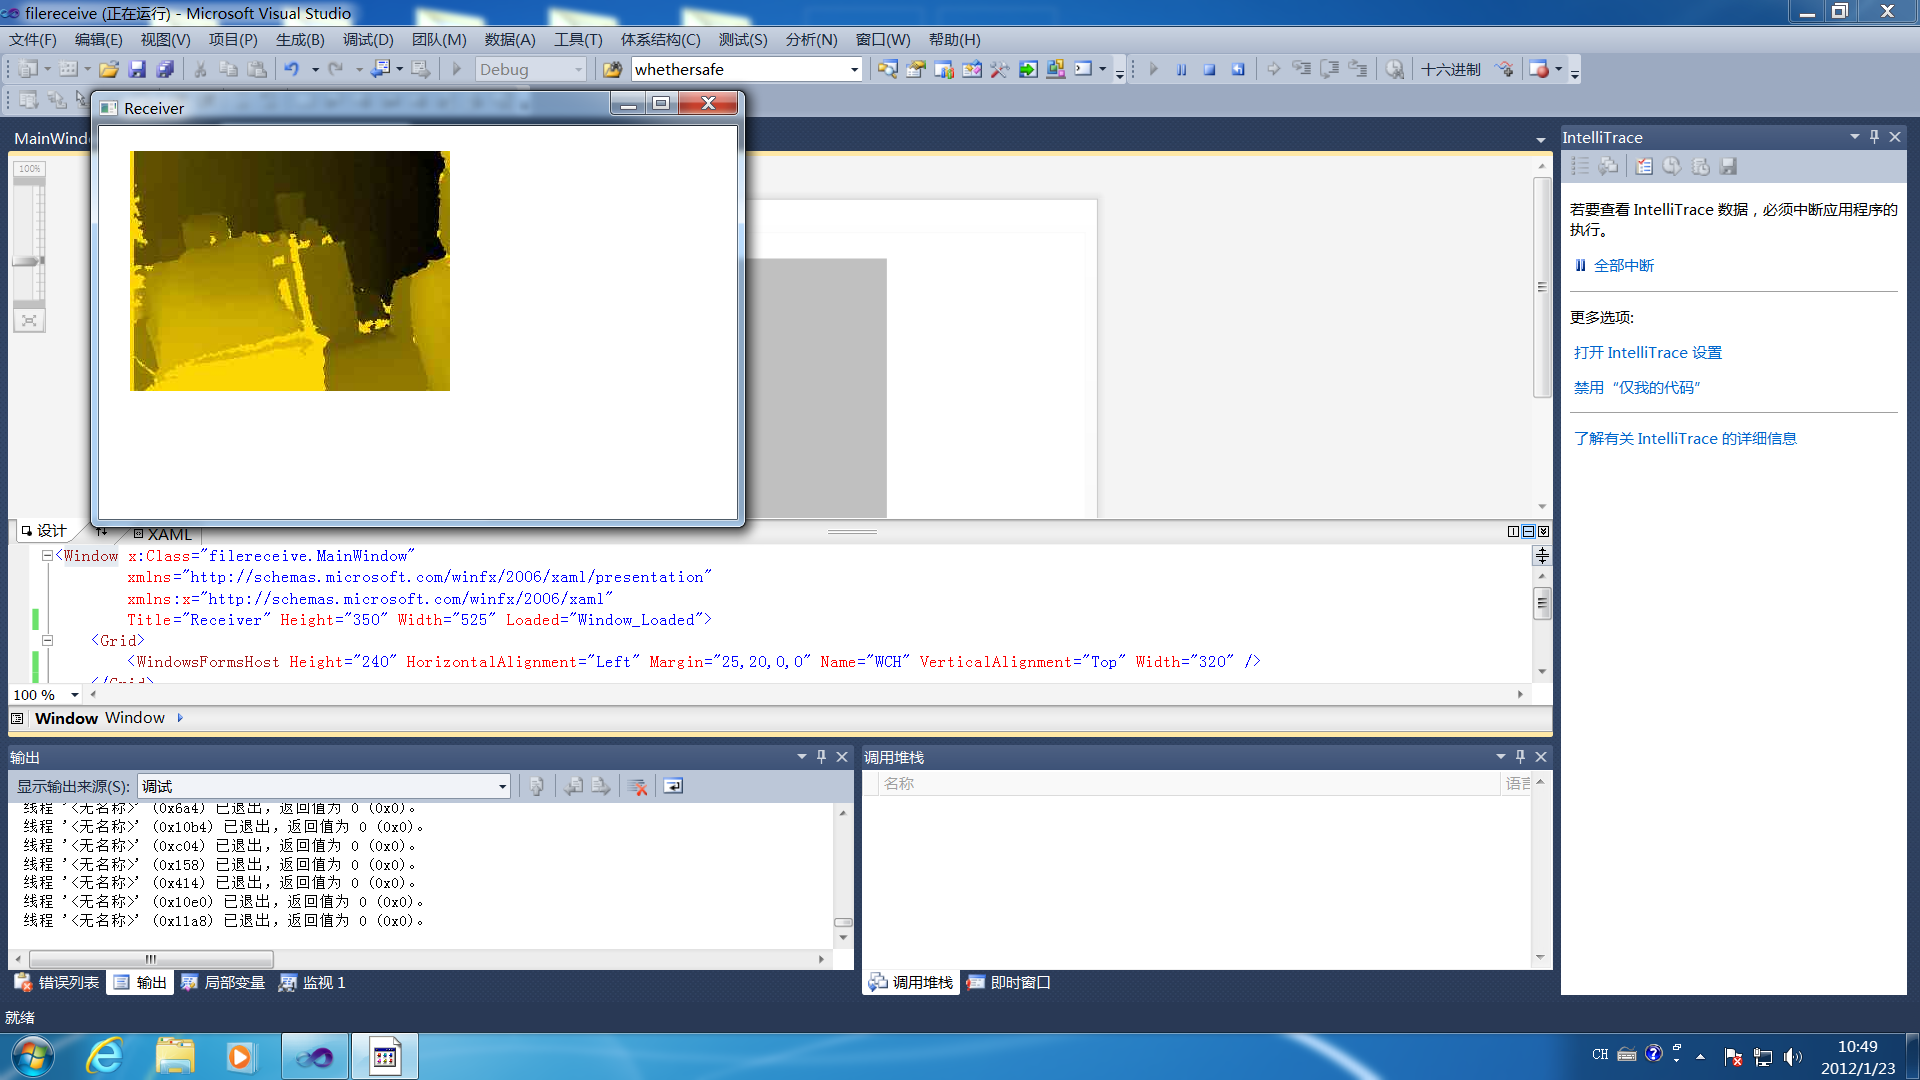 filereceive (正在运行) - Microsoft Visual Studio
文件(F) 编辑(E) 视图(V) 项目(P) 生成(B) 调试(D) 团队(M) 数据(A) 工具(T) 体系结构(C) 测试(S) 分析(N) 窗口(W) 帮助(H)
Debug whethersafe 十六进制
Receiver
MainWind
100%
IntelliTrace
若要查看 IntelliTrace 数据，必须中断应用程序的
执行。
全部中断
更多选项:
打开 IntelliTrace 设置
禁用“仅我的代码”
了解有关 IntelliTrace 的详细信息
设计 XAML
<Window x:Class="filereceive.MainWindow"
xmlns="http://schemas.microsoft.com/winfx/2006/xaml/presentation"
xmlns:x="http://schemas.microsoft.com/winfx/2006/xaml"
Title="Receiver" Height="350" Width="525" Loaded="Window_Loaded">
<Grid>
<WindowsFormsHost Height="240" HorizontalAlignment="Left" Margin="25,20,0,0" Name="WCH" VerticalAlignment="Top" Width="320" />
</Grid>
100 %
Window Window
输出
显示输出来源(S): 调试
线程 '<无名称>' (0x6a4) 已退出，返回值为 0 (0x0)。
线程 '<无名称>' (0x10b4) 已退出，返回值为 0 (0x0)。
线程 '<无名称>' (0xc04) 已退出，返回值为 0 (0x0)。
线程 '<无名称>' (0x158) 已退出，返回值为 0 (0x0)。
线程 '<无名称>' (0x414) 已退出，返回值为 0 (0x0)。
线程 '<无名称>' (0x10e0) 已退出，返回值为 0 (0x0)。
线程 '<无名称>' (0x11a8) 已退出，返回值为 0 (0x0)。
错误列表 输出 局部变量 监视 1
调用堆栈
名称 语言
调用堆栈 即时窗口
就绪
CH
10:49
2012/1/23